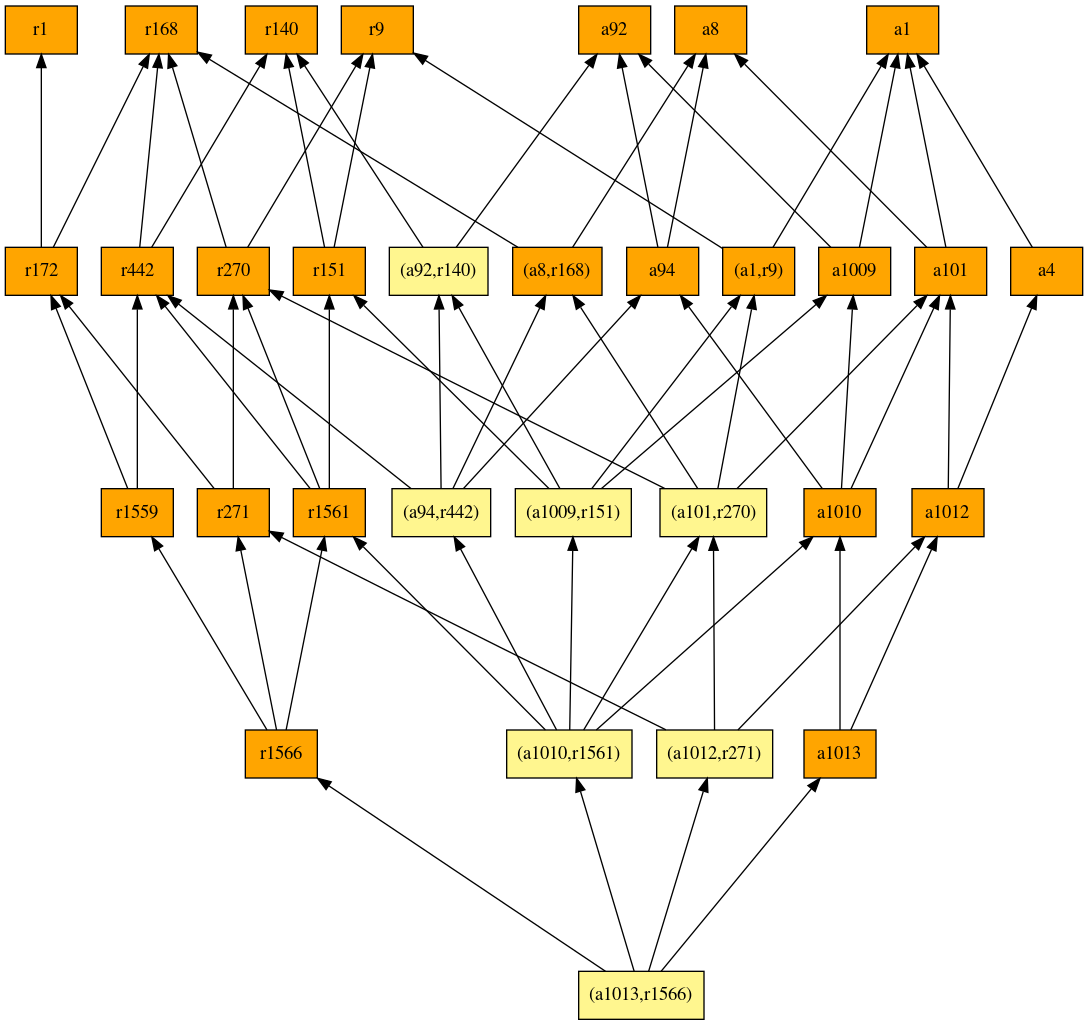 r1
r168
r140
r9
a92
a8
a1
r172
r442
r270
r151
(a92,r140)
(a8,r168)
a94
(a1,r9)
a1009
a101
a4
r1559
r271
r1561
(a94,r442)
(a1009,r151)
(a101,r270)
a1010
a1012
r1566
(a1010,r1561)
(a1012,r271)
a1013
(a1013,r1566)